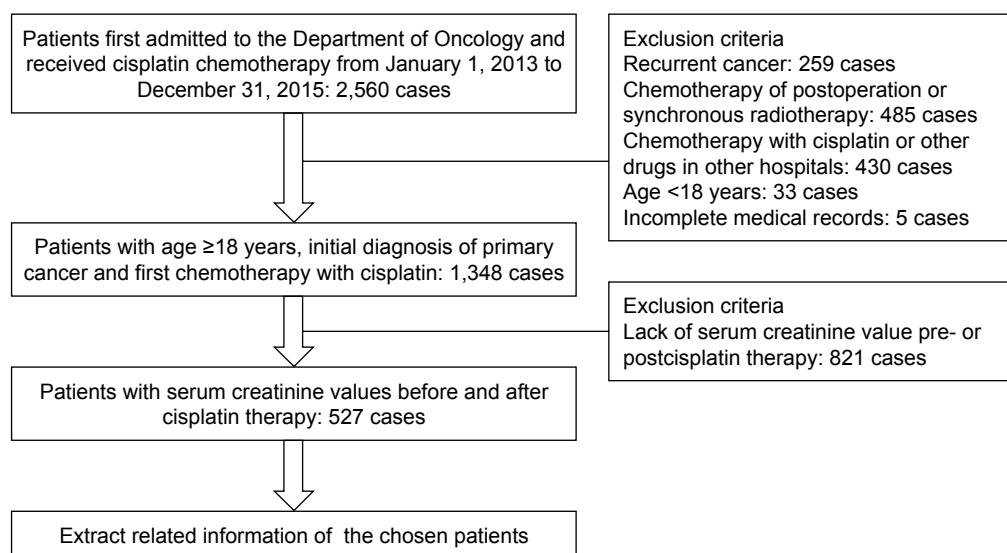 Patients first admitted to the Department of Oncology and
received cisplatin chemotherapy from January 1, 2013 to
December 31, 2015: 2,560 cases
Exclusion criteria
Recurrent cancer: 259 cases
Chemotherapy of postoperation or
synchronous radiotherapy: 485 cases
Chemotherapy with cisplatin or other
drugs in other hospitals: 430 cases
Age <18 years: 33 cases
Incomplete medical records: 5 cases
Patients with age ≥18 years, initial diagnosis of primary
cancer and first chemotherapy with cisplatin: 1,348 cases
Exclusion criteria
Lack of serum creatinine value pre- or
postcisplatin therapy: 821 cases
Patients with serum creatinine values before and after
cisplatin therapy: 527 cases
Extract related information of the chosen patients